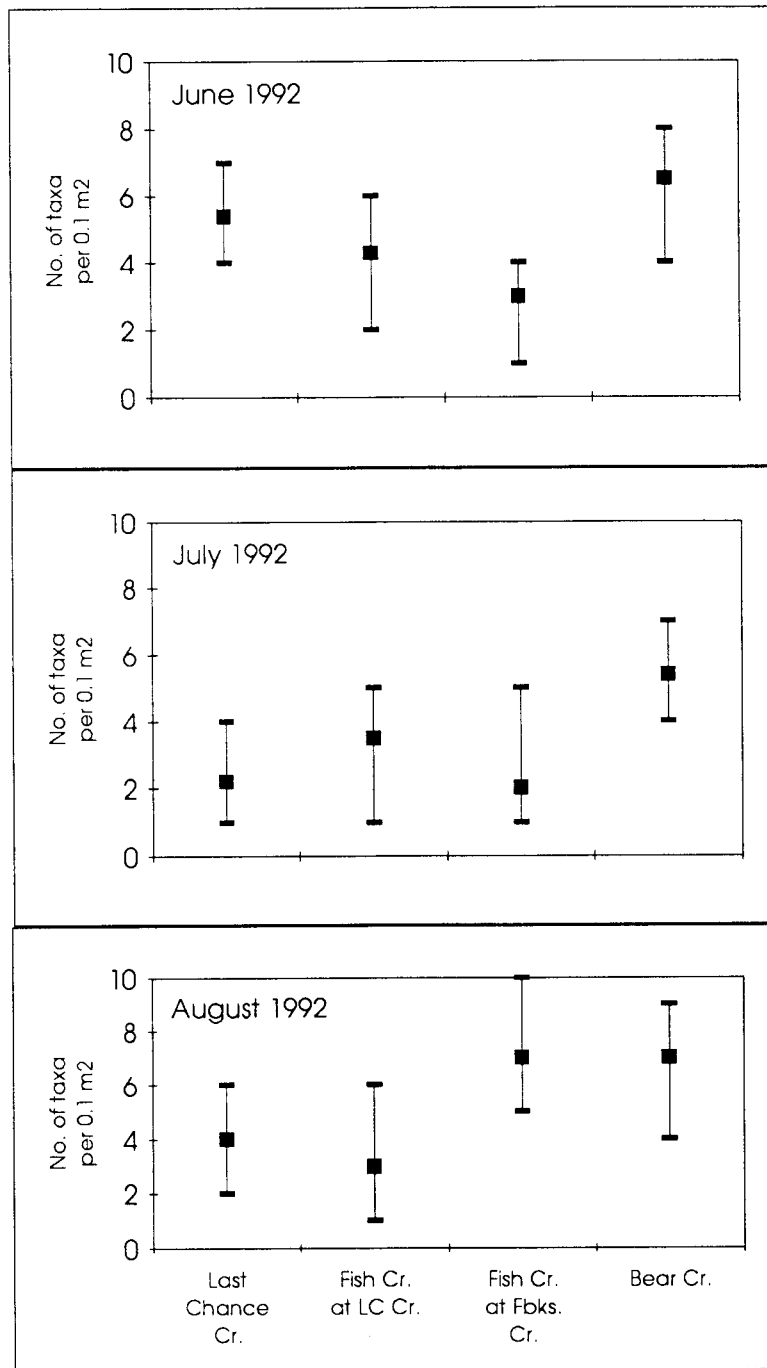 June 1992
No. of taxa
per 0.1 m2
10
8
6
4
2
0
July 1992
No. of taxa
per 0.1 m2
10
8
6
4
2
0
August 1992
No. of taxa
per 0.1 m2
10
8
6
4
2
0
Last
Chance
Cr.
Fish Cr.
at LC Cr.
Fish Cr.
at Fbks.
Cr.
Bear Cr.